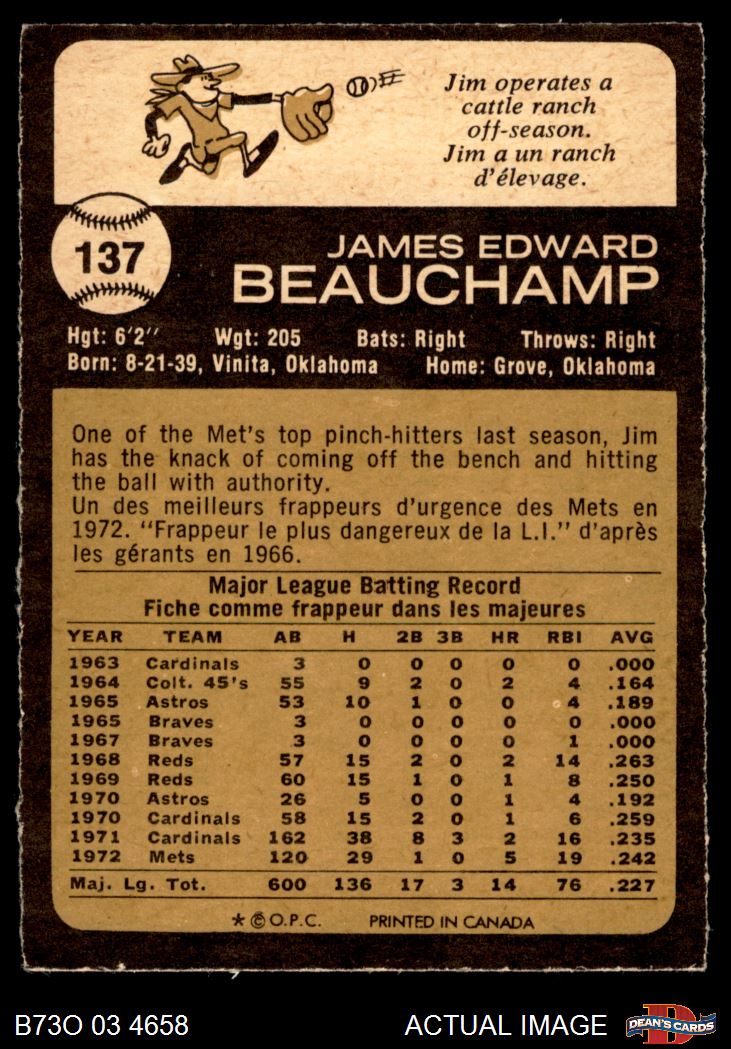 Jim operates a
cattle ranch
off-season.
Jim a un ranch
d'élevage.
137
JAMES EDWARD
BEAUCHAMP
Hgt: 6'2" Wgt: 205 Bats: Right Throws: Right
Born: 8-21-39, Vinita, Oklahoma Home: Grove, Oklahoma
One of the Met's top pinch-hitters last season, Jim
has the knack of coming off the bench and hitting
the ball with authority.
Un des meilleurs frappeurs d'urgence des Mets en
1972. "Frappeur le plus dangereux de la L.I." d'après
les gérants en 1966.
Major League Batting Record
Fiche comme frappeur dans les majeures
YEAR TEAM AB H 2B 3B HR RBI AVG
1963 Cardinals 3 0 0 0 0 0 .000
1964 Colt. 45's 55 9 2 0 2 4 .164
1965 Astros 53 10 1 0 0 4 .189
1965 Braves 3 0 0 0 0 0 .000
1967 Braves 3 0 0 0 0 1 .000
1968 Reds 57 15 2 0 2 14 .263
1969 Reds 60 15 1 0 1 8 .250
1970 Astros 26 5 0 0 1 4 .192
1970 Cardinals 58 15 2 0 1 6 .259
1971 Cardinals 162 38 8 3 2 16 .235
1972 Mets 120 29 1 0 5 19 .242
Maj. Lg. Tot. 600 136 17 3 14 76 .227
* © O.P.C. PRINTED IN CANADA
B73O 03 4658 ACTUAL IMAGE D DEAN'S CARDS